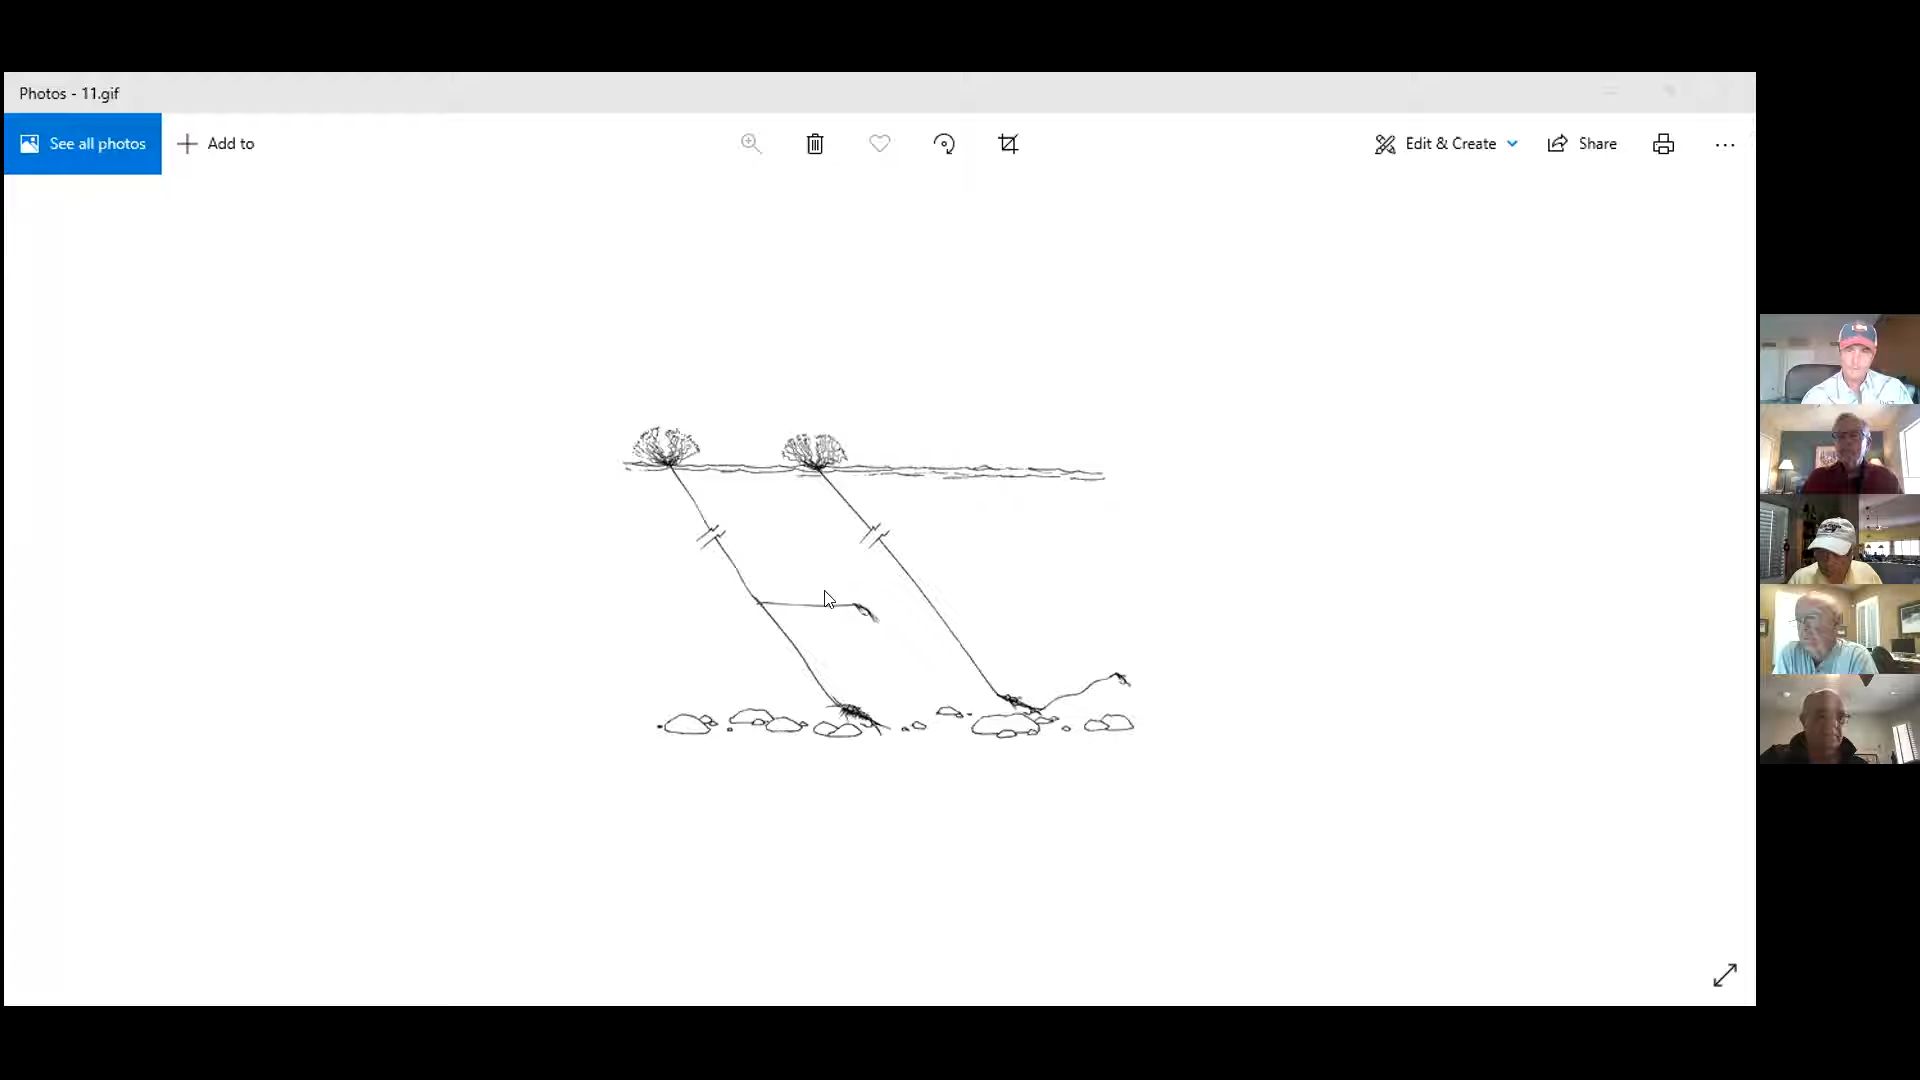 Photos - 11.gif
See all photos
Add to
Edit & Create
Share